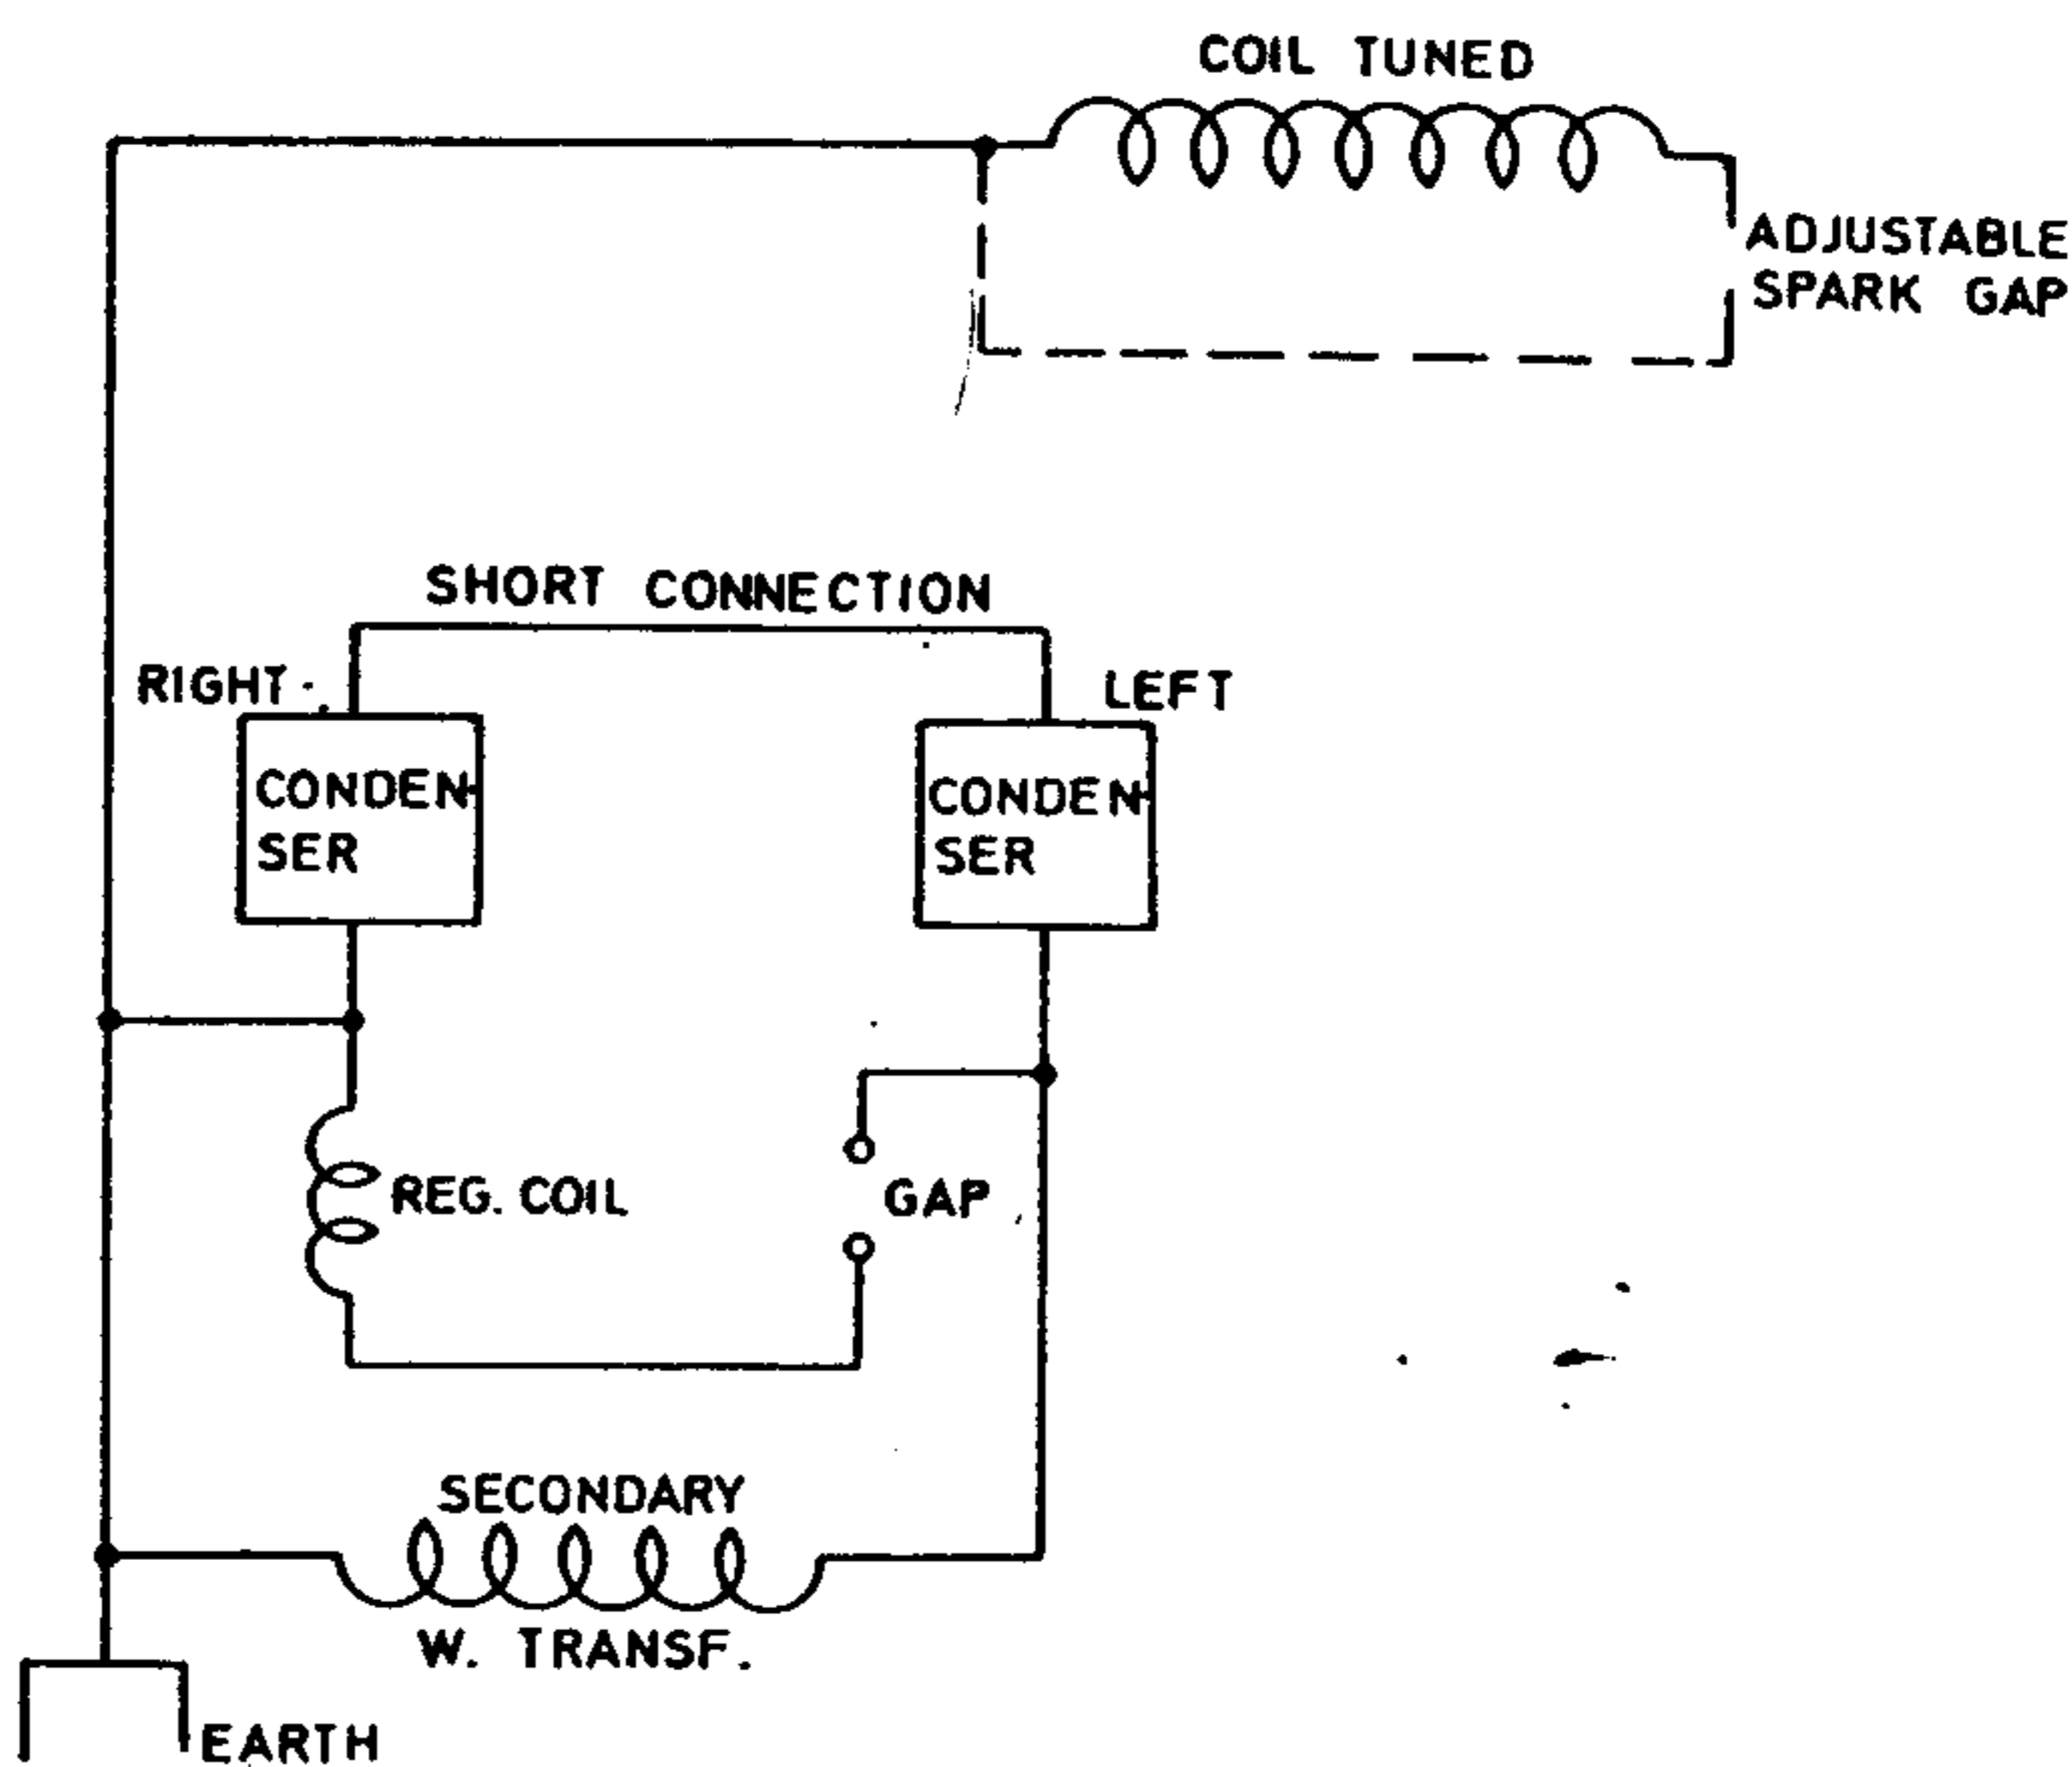 COIL TUNED
ADJUSTABLE
SPARK GAP
SHORT CONNECTION
RIGHT
LEFT
CONDEN-
SER
CONDEN-
SER
REG. COIL
GAP
SECONDARY
W. TRANSF.
EARTH